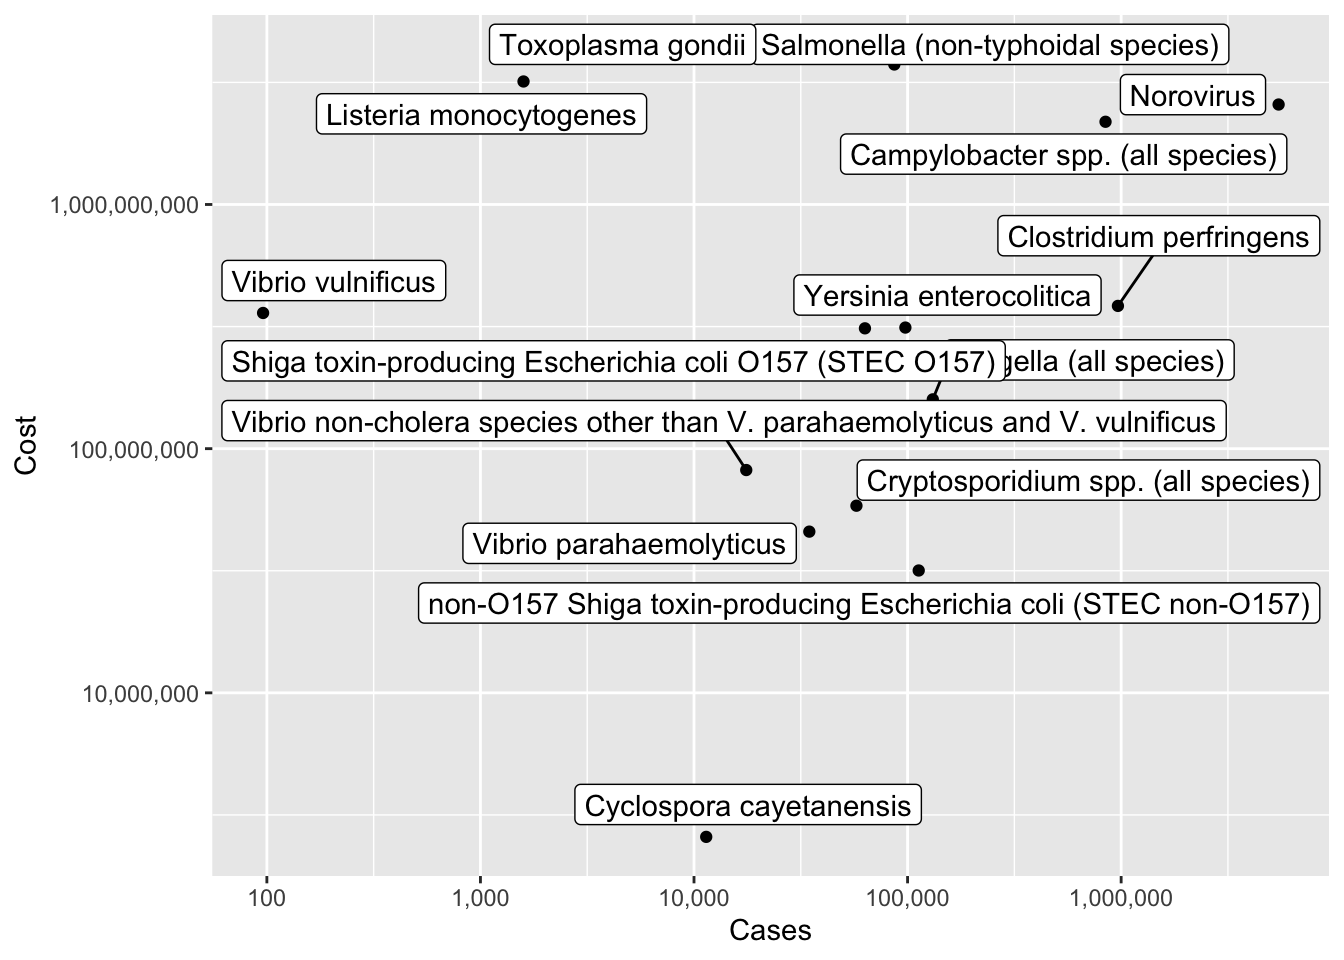 Toxoplasma gondii
Salmonella (non-typhoidal species)
Norovirus
Listeria monocytogenes
Campylobacter spp. (all species)
1,000,000,000
Clostridium perfringens
Vibrio vulnificus
Yersinia enterocolitica
Shiga toxin-producing Escherichia coli O157 (STEC O157)
(all species)
Vibrio non-cholera species other than V. parahaemolyticus and V. vulnificus
Cost
100,000,000
Cryptosporidium spp. (all species)
Vibrio parahaemolyticus
non-O157 Shiga toxin-producing Escherichia coli (STEC non-O157)
10,000,000
Cyclospora cayetanensis
100
1,000
10,000
100,000
1,000,000
Cases